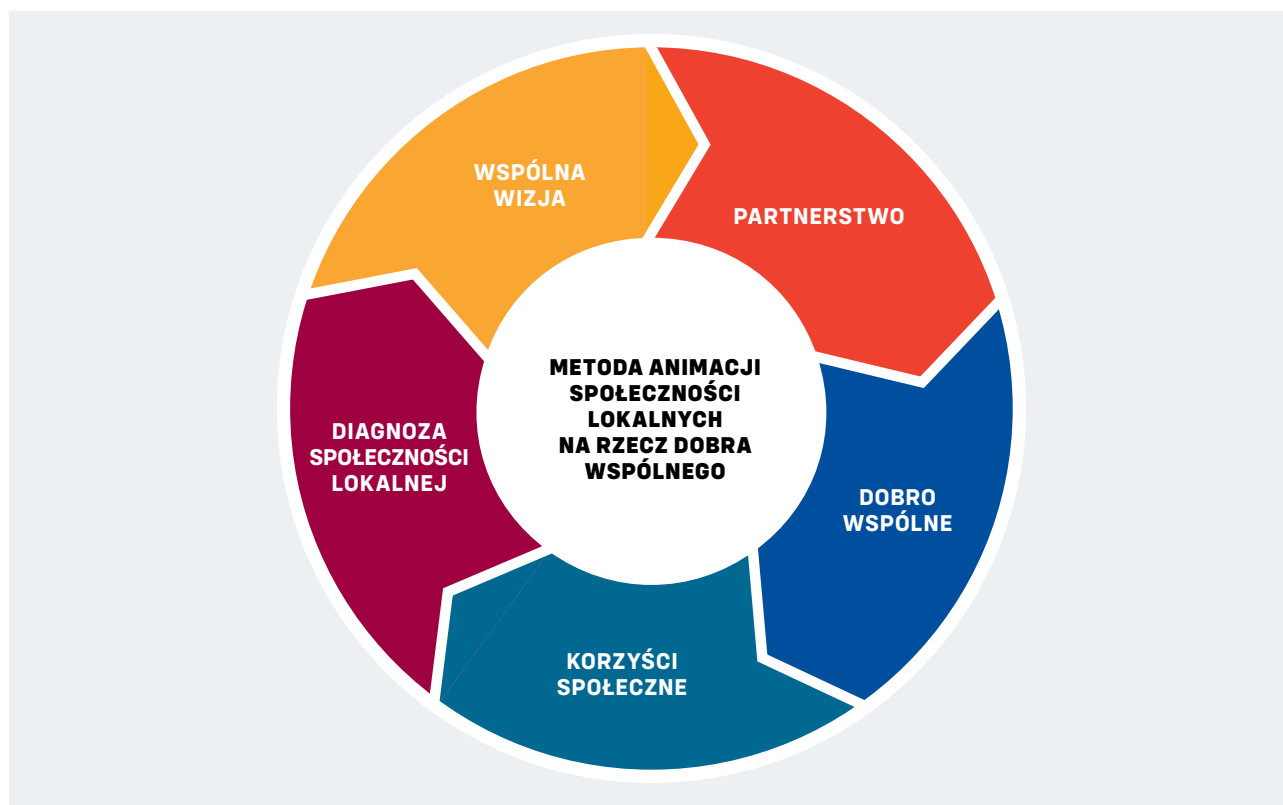 WSPÓLNA
WIZJA
PARTNERSTWO
METODA ANIMACJI
SPOŁECZNOŚCI
LOKALNYCH
NA RZECZ DOBRA
WSPÓLNEGO
DIAGNOZA
SPOŁECZNOŚCI
LOKALNEJ
DOBRO
WSPÓLNE
KORZYŚCI
SPOŁECZNE